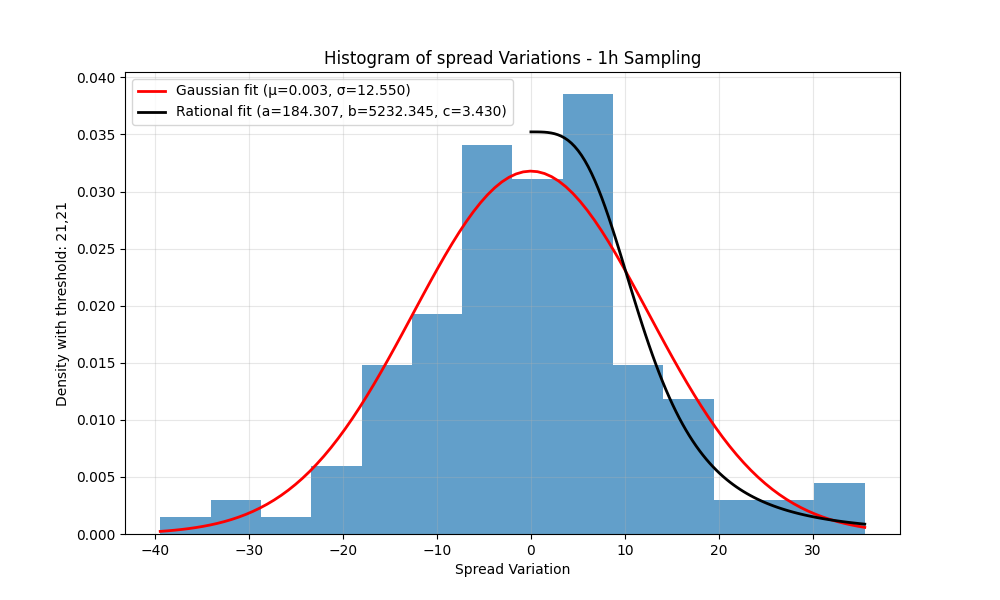 Histogram of spread Variations - 1h Sampling
Gaussian fit (μ=0.003, σ=12.550)
Rational fit (a=184.307, b=5232.345, c=3.430)
Density with threshold: 21,21
0.040
0.035
0.030
0.025
0.020
0.015
0.010
0.005
0.000
−40 −30 −20 −10 0 10 20 30
Spread Variation